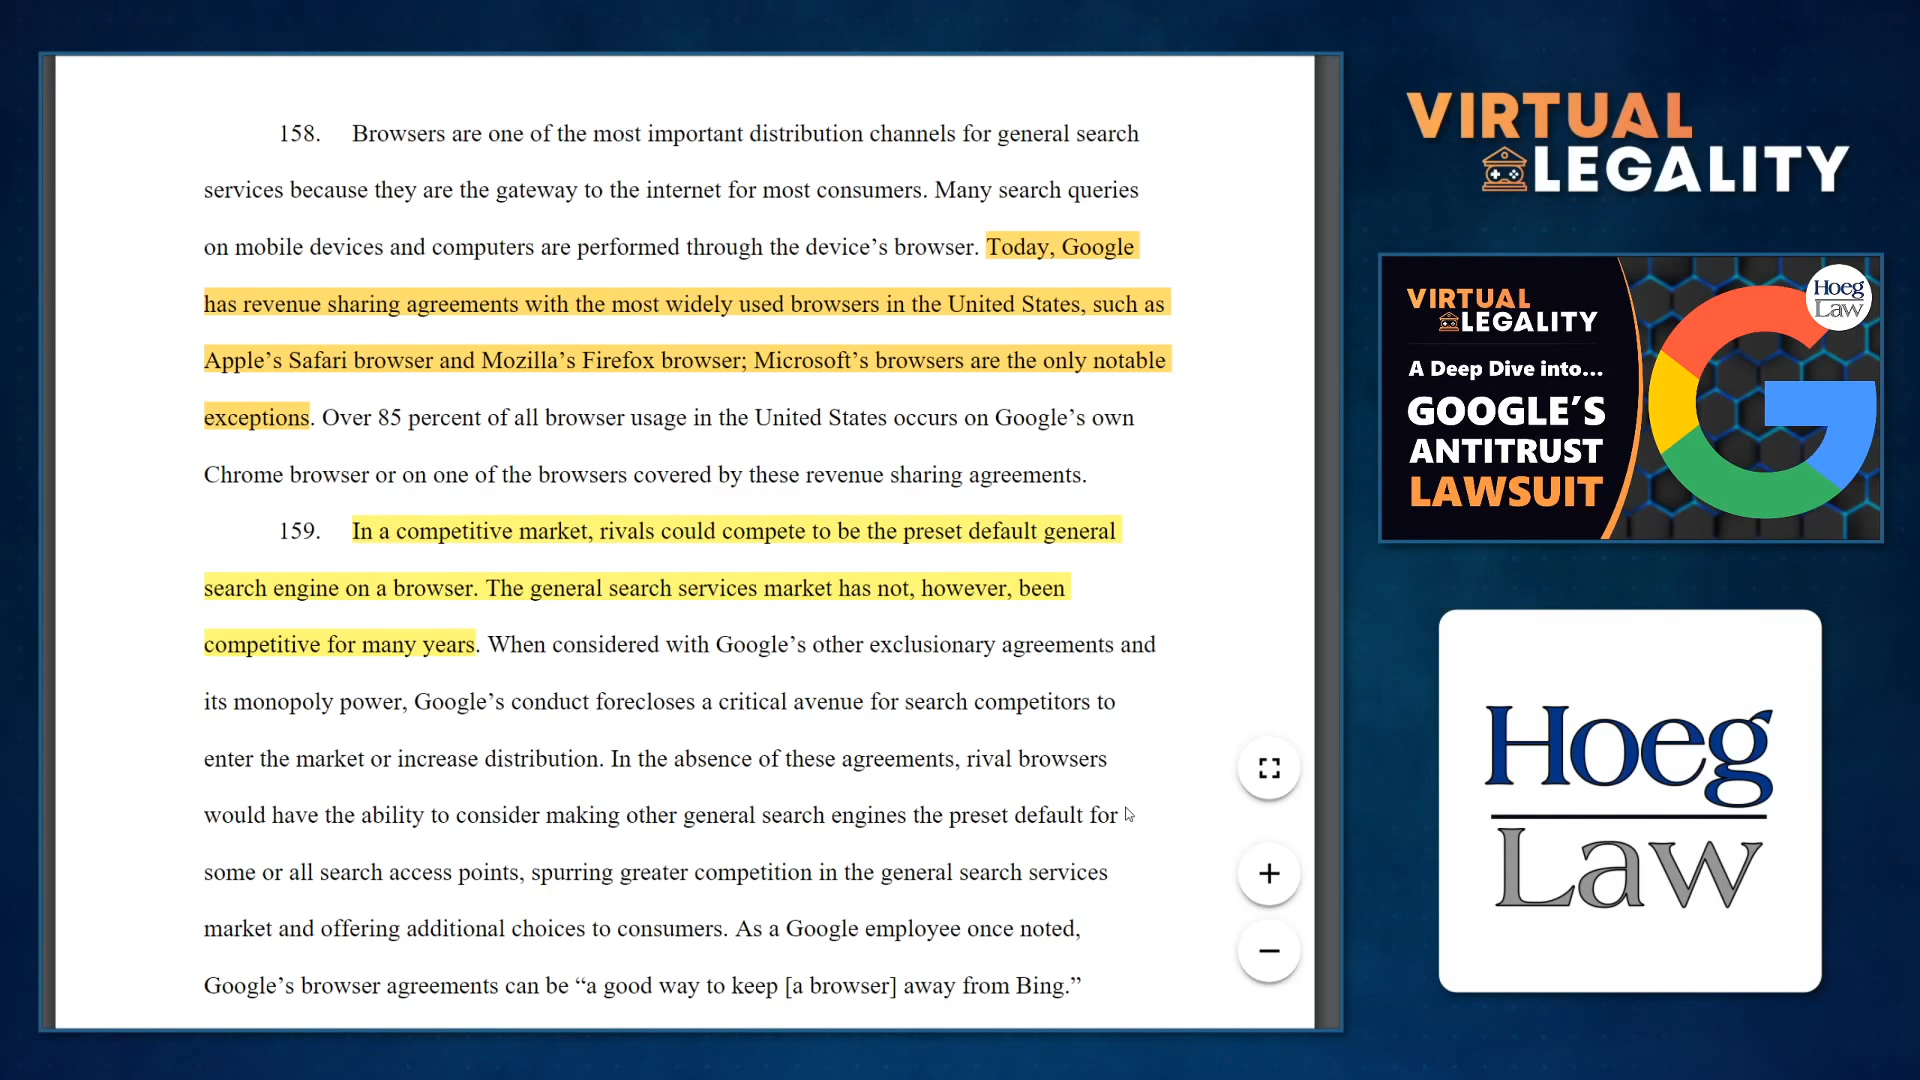 158. Browsers are one of the most important distribution channels for general search
services because they are the gateway to the internet for most consumers. Many search queries
on mobile devices and computers are performed through the device’s browser. Today, Google
has revenue sharing agreements with the most widely used browsers in the United States, such as
Apple’s Safari browser and Mozilla’s Firefox browser; Microsoft’s browsers are the only notable
exceptions. Over 85 percent of all browser usage in the United States occurs on Google’s own
Chrome browser or on one of the browsers covered by these revenue sharing agreements.
159. In a competitive market, rivals could compete to be the preset default general
search engine on a browser. The general search services market has not, however, been
competitive for many years. When considered with Google’s other exclusionary agreements and
its monopoly power, Google’s conduct forecloses a critical avenue for search competitors to
enter the market or increase distribution. In the absence of these agreements, rival browsers
would have the ability to consider making other general search engines the preset default for
some or all search access points, spurring greater competition in the general search services
market and offering additional choices to consumers. As a Google employee once noted,
Google’s browser agreements can be “a good way to keep [a browser] away from Bing.”
VIRTUAL
LEGALITY
VIRTUAL
LEGALITY
A Deep Dive into...
GOOGLE’S
ANTITRUST
LAWSUIT
Hoeg
Law
Hoeg
Law